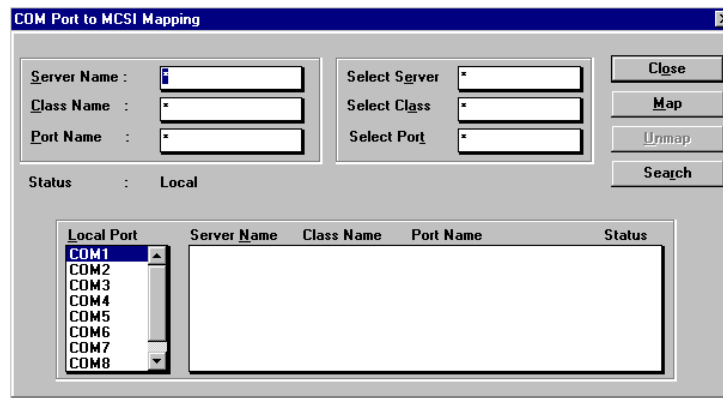 COM Port to MCSI Mapping
Server Name : * Select Server * Close
Class Name : * Select Class * Map
Port Name : * Select Port * Unmap
Status : Local Search
Local Port Server Name Class Name Port Name Status
COM1
COM2
COM3
COM4
COM5
COM6
COM7
COM8